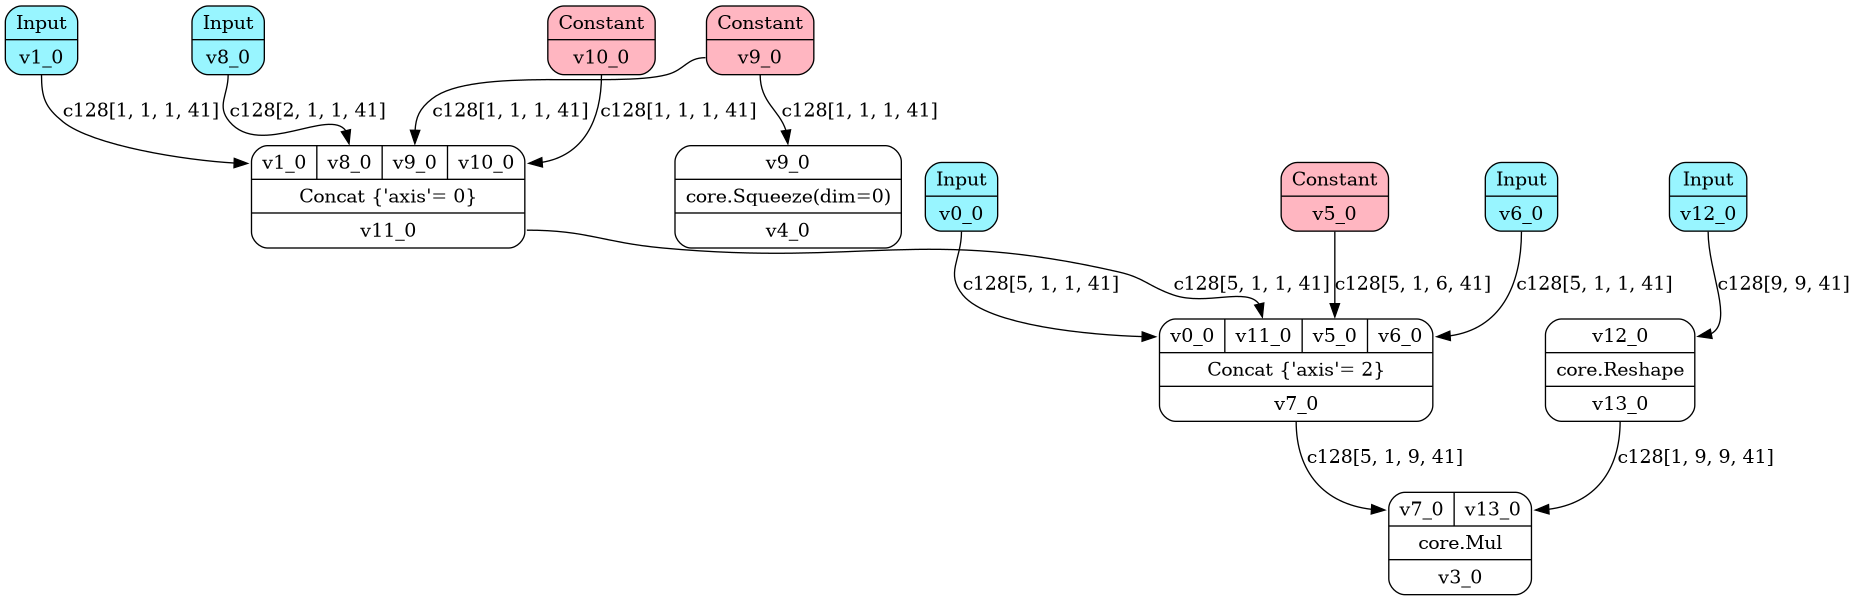 Input
v1_0
Input
v8_0
Constant
v10_0
Constant
v9_0
c128[1, 1, 1, 41]
c128[2, 1, 1, 41]
c128[1, 1, 1, 41]
c128[1, 1, 1, 41]
c128[1, 1, 1, 41]
v1_0 v8_0 v9_0 v10_0
Concat {'axis'= 0}
v11_0
v9_0
core.Squeeze(dim=0)
v4_0
Input
v0_0
Constant
v5_0
Input
v6_0
Input
v12_0
c128[5, 1, 1, 41]
c128[5, 1, 1, 41]
c128[5, 1, 6, 41]
c128[5, 1, 1, 41]
c128[9, 9, 41]
v0_0 v11_0 v5_0 v6_0
Concat {'axis'= 2}
v7_0
v12_0
core.Reshape
v13_0
c128[5, 1, 9, 41]
c128[1, 9, 9, 41]
v7_0 v13_0
core.Mul
v3_0